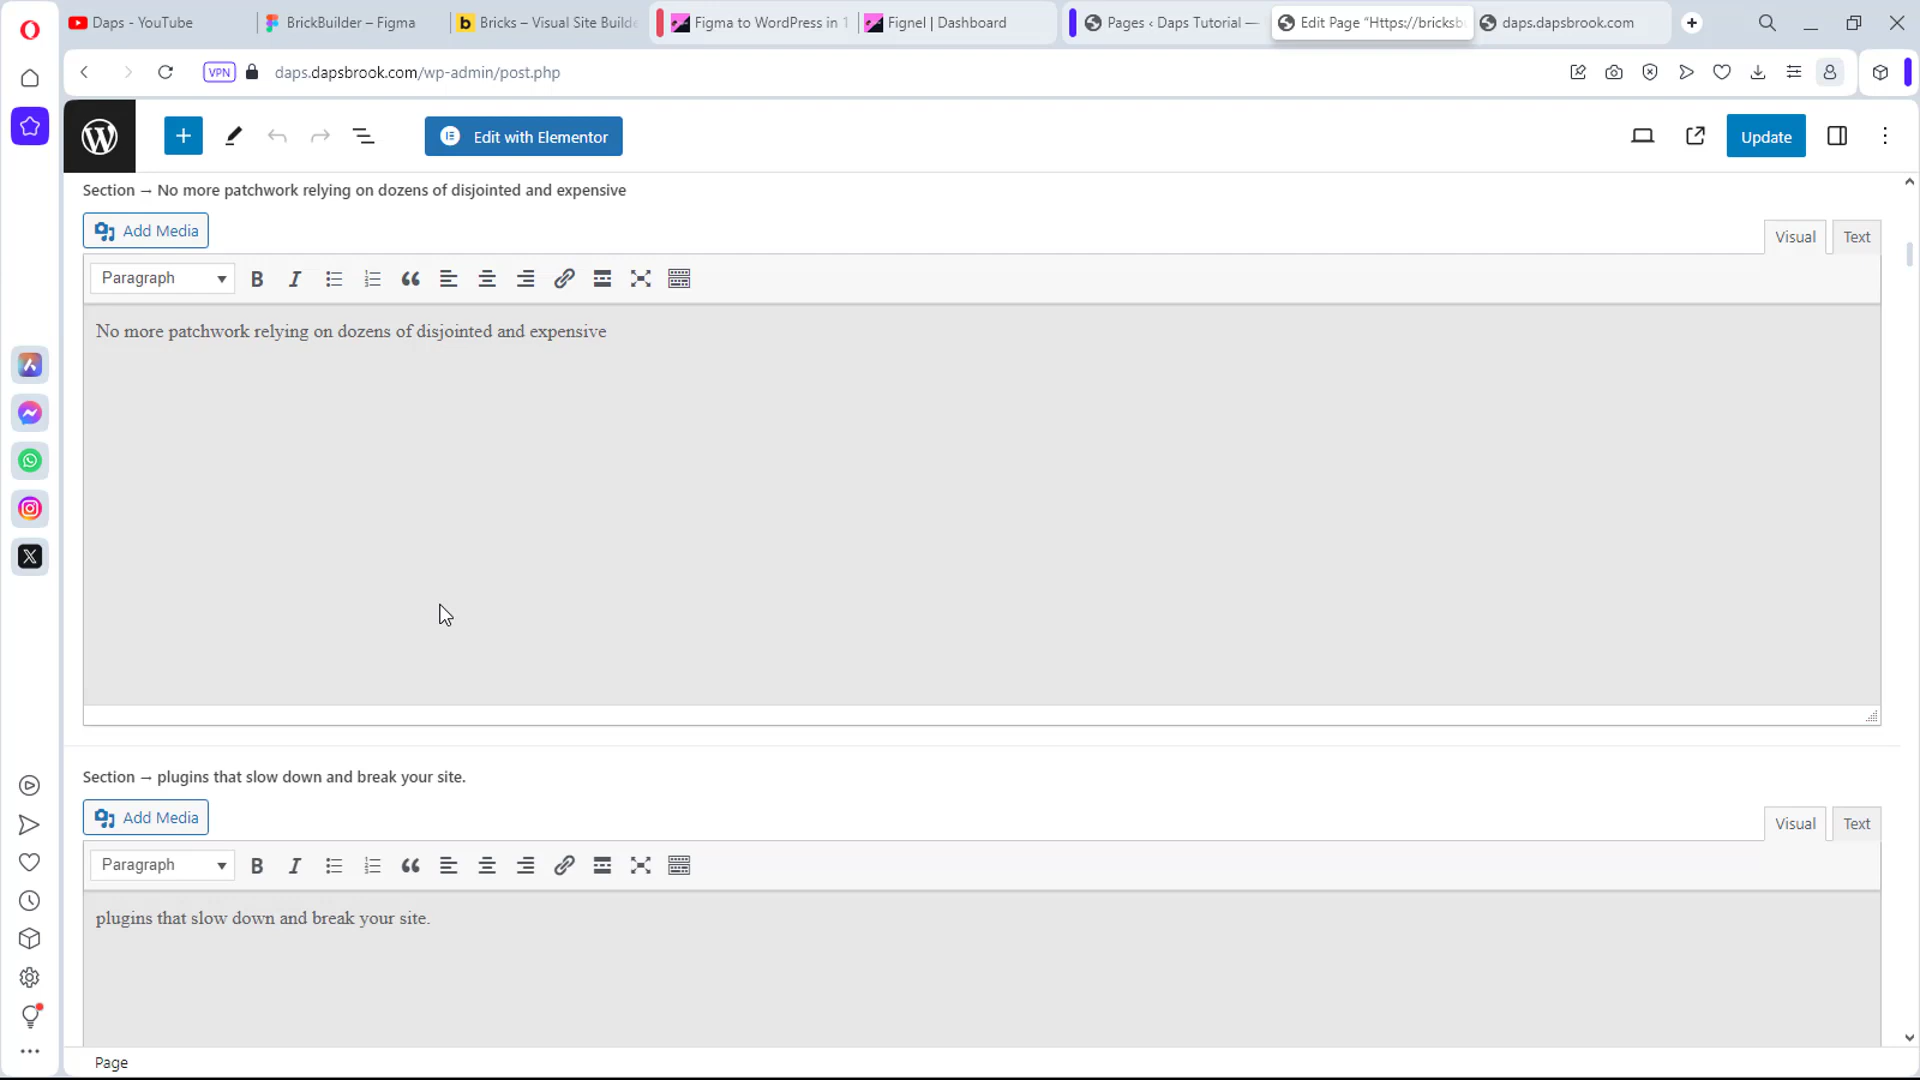 Daps - YouTube
BrickBuilder – Figma
Bricks – Visual Site Builde
Figma to WordPress in 1
Fignel | Dashboard
Pages ‹ Daps Tutorial —
Edit Page “Https://bricksbu
daps.dapsbrook.com
VPN
daps.dapsbrook.com/wp-admin/post.php
Edit with Elementor
Update
Section → No more patchwork relying on dozens of disjointed and expensive
Add Media
Visual
Text
Paragraph
No more patchwork relying on dozens of disjointed and expensive
Section → plugins that slow down and break your site.
Add Media
Visual
Text
Paragraph
plugins that slow down and break your site.
Page